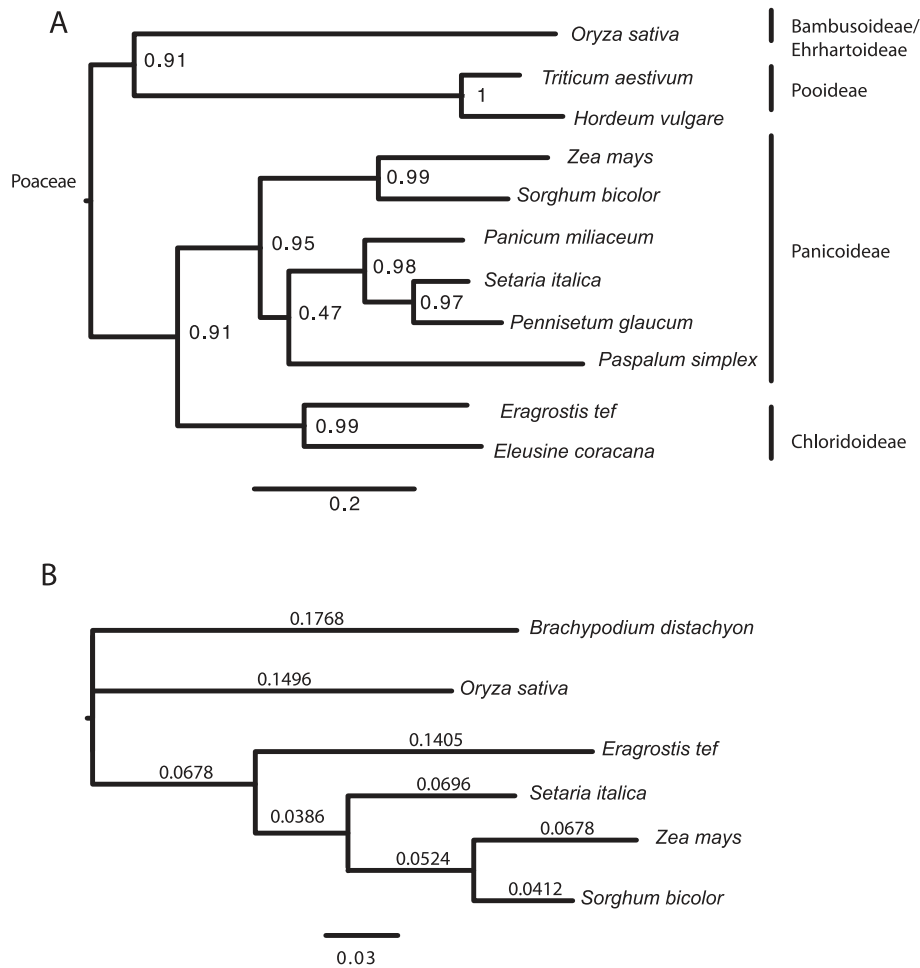 A
Oryza sativa
Bambusoideae/
Ehrhartoideae
0.91
Triticum aestivum
1
Pooideae
Hordeum vulgare
Zea mays
Poaceae
0.99
Sorghum bicolor
Panicum miliaceum
0.95
Panicoideae
0.98
Setaria italica
0.97
0.47
Pennisetum glaucum
0.91
Paspalum simplex
Eragrostis tef
0.99
Chloridoideae
Eleusine coracana
0.2
B
0.1768
Brachypodium distachyon
0.1496
Oryza sativa
0.1405
Eragrostis tef
0.0678
0.0696
Setaria italica
0.0386
0.0678
Zea mays
0.0524
0.0412
Sorghum bicolor
0.03